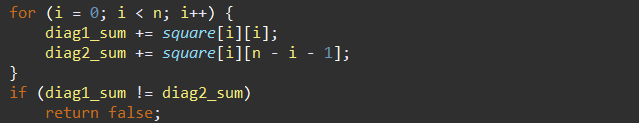 for (i = 0; i < n; i++) {
    diag1_sum += square[i][i];
    diag2_sum += square[i][n - i - 1];
}
if (diag1_sum != diag2_sum)
    return false;